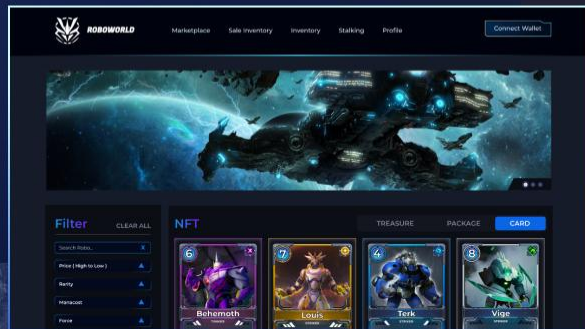 ROBOWORLD
Marketplace Sale Inventory Inventory Stalking Profile
Connect Wallet
Filter CLEAR ALL
NFT
TREASURE PACKAGE CARD
Search Robo.. X
Price ( High to Low )
Rarity
Manacost
Force
6 7 4 8
Behemoth Louis Terk Vige